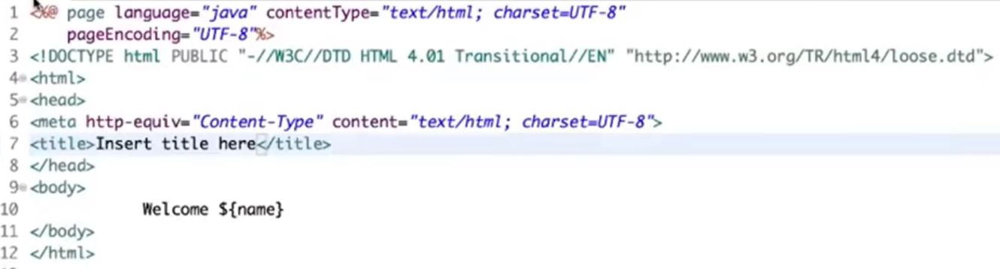 1 <%@ page language="java" contentType="text/html; charset=UTF-8"
2 pageEncoding="UTF-8"%>
3 <!DOCTYPE html PUBLIC "-//W3C//DTD HTML 4.01 Transitional//EN" "http://www.w3.org/TR/html4/loose.dtd">
4 <html>
5 <head>
6 <meta http-equiv="Content-Type" content="text/html; charset=UTF-8">
7 <title>Insert title here</title>
8 </head>
9 <body>
10 Welcome ${name}
11 </body>
12 </html>